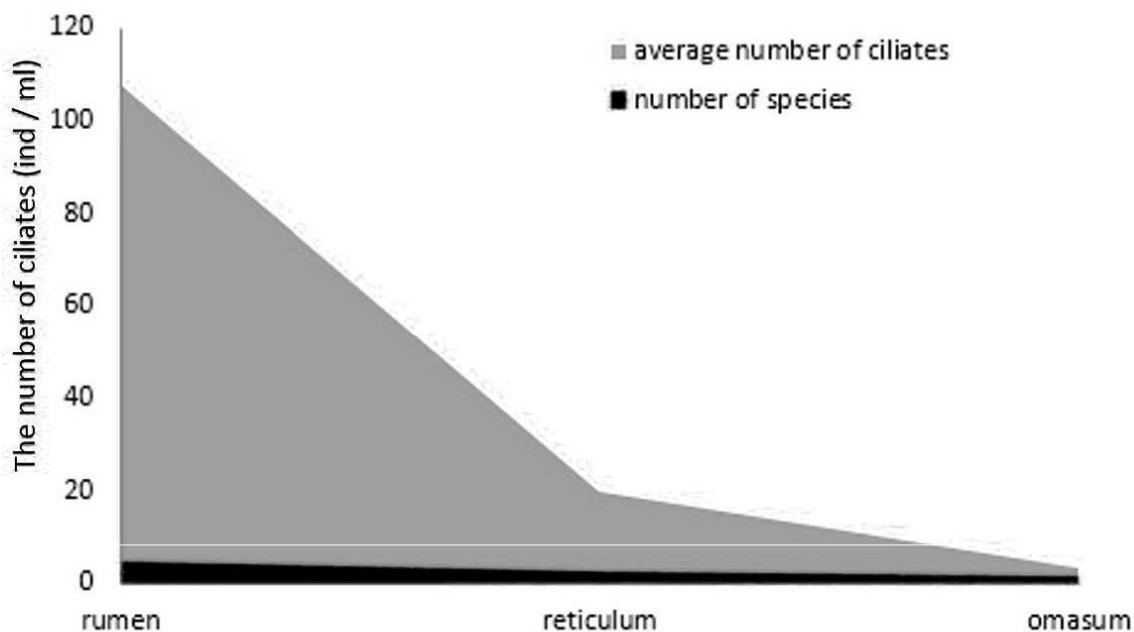 The number of ciliates (ind / ml)
120
100
80
60
40
20
0
average number of ciliates
number of species
rumen
reticulum
omasum